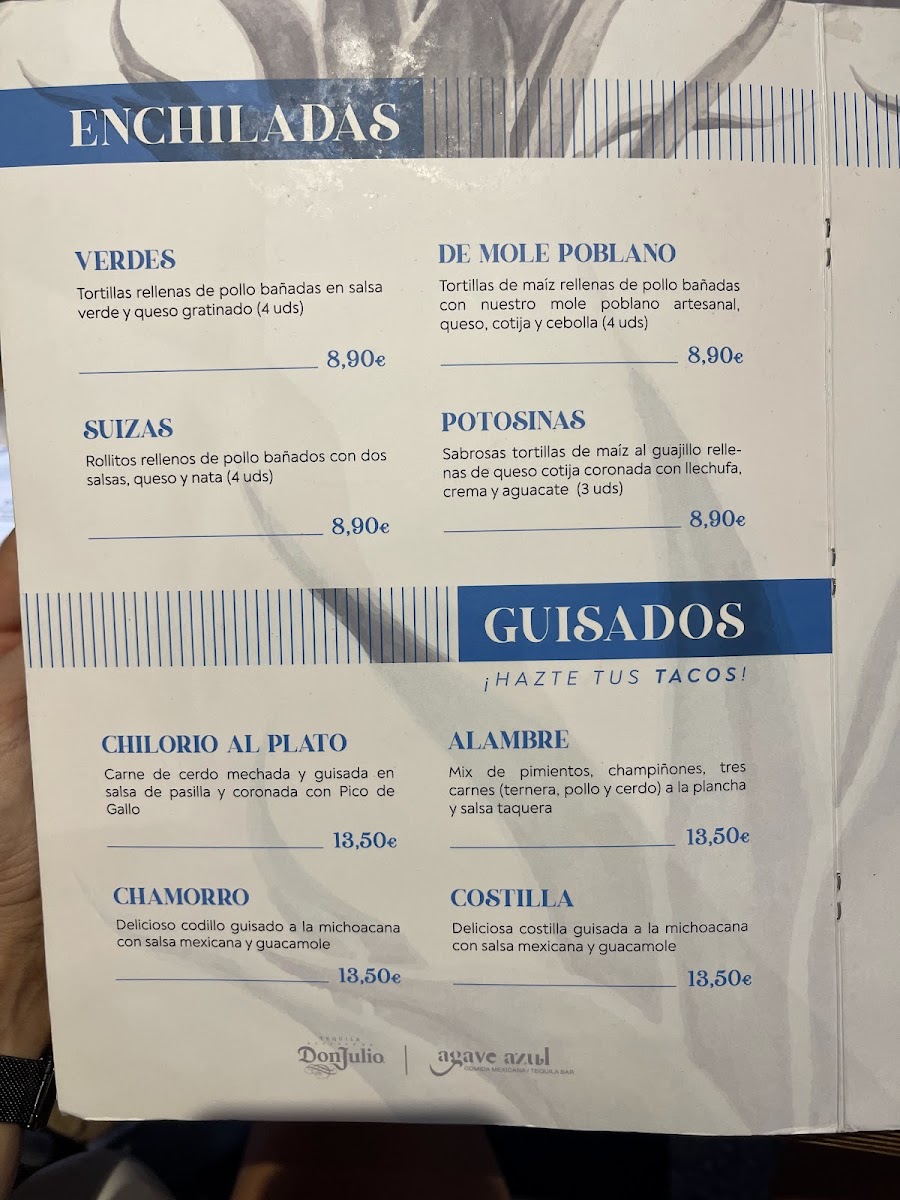 ENCHILADAS
VERDES
Tortillas rellenas de pollo bañadas en salsa
verde y queso gratinado (4 uds)
8,90€
DE MOLE POBLANO
Tortillas de maíz rellenas de pollo bañadas
con nuestro mole poblano artesanal,
queso, cotija y cebolla (4 uds)
8,90€
SUIZAS
Rollitos rellenos de pollo bañados con dos
salsas, queso y nata (4 uds)
8,90€
POTOSINAS
Sabrosas tortillas de maíz al guajillo relle-
nas de queso cotija coronada con llechufa,
crema y aguacate (3 uds)
8,90€
GUISADOS
¡HAZTE TUS TACOS!
CHILORIO AL PLATO
Carne de cerdo mechada y guisada en
salsa de pasilla y coronada con Pico de
Gallo
13,50€
ALAMBRE
Mix de pimientos, champiñones, tres
carnes (ternera, pollo y cerdo) a la plancha
y salsa taquera
13,50€
CHAMORRO
Delicioso codillo guisado a la michoacana
con salsa mexicana y guacamole
13,50€
COSTILLA
Deliciosa costilla guisada a la michoacana
con salsa mexicana y guacamole
13,50€
TEQUILA
DonJulio
agave azul
COMIDA MEXICANA / TEQUILA BAR